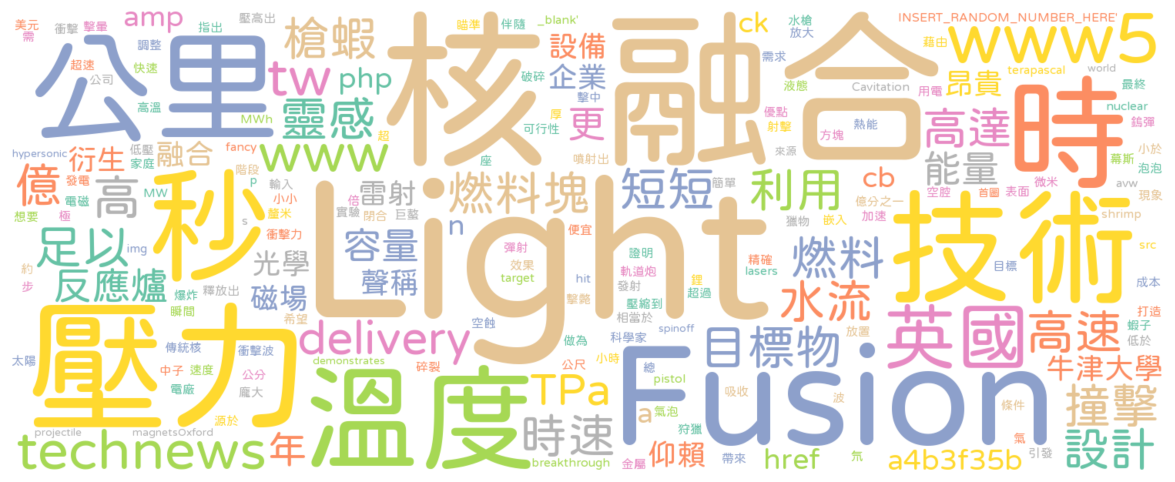 美元 衝擊 擊暈 amp 壓高出 指出 _blank' 伴隨 瞄準 水槍 放大 ck INSERT_RANDOM_NUMBER_HERE' 藉由 www5
需 調整 槍蝦 核融合 設備 需求 terapascal world
公里 超速 快速 公司 tw php 破碎 企業 擊中 液態 Cavitation 用電 昂貴 最終
高溫 MWh 靈感 超 厚 可行性 更 優點 射擊 方塊 熱能 高達 時 nuclear 鎢彈
hypersonic 衍生 低壓 家庭 融合 fancy www 噴射出 座 來源 能量 小於 幕斯 泡泡
億 發電 MW 電磁 高 階段 p 輸入 雷射 燃料塊 短短 簡單 利用 cb 空腔 首圖 表面 微米 avw 現象
想要 極 秒 小小 釐米 倍 實驗 閉合 巨螯 Light 獵物 嵌入 億分之一 加速 技術 shrimp
足以 img s 衝擊力 光學 容量 n 彈射 便宜 證明 精確 燃料 目標 src
反應爐 聲稱 效果 target hit 軌道炮 鋰 lasers 成本
豹 步 爆炸 瞬間 釋放出 磁場 希望 擊斃 發射 壓縮到 超過 水流 放置 打造
壓力 空蝕 相當於 科學家 spinoff 英國 高速 蝦子 低於
太陽 傳統核 衝擊波 delivery 做為 目標物
中子 速度 公分 demonstrates 碎裂 公尺 小時 總 牛津大學
電廠 龐大 溫度 TPa pistol Fusion 吸收 波 條件 撞擊
源於 氣泡 a
projectile magnetsOxford 時速 狩獵 氫 設計
technews 年 breakthrough 金屬 仰賴 帶來 href 氘 a4b3f35b 引發